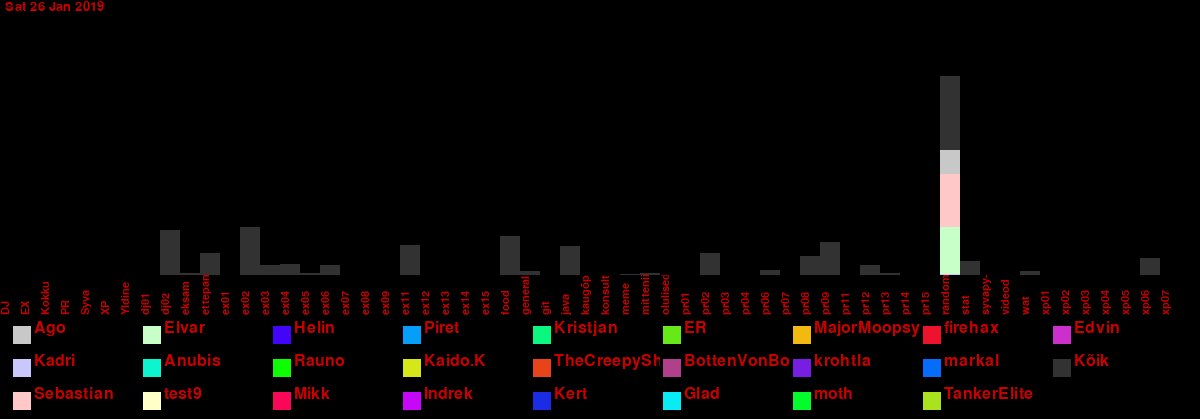 Sat 26 Jan 2019
DJ
EX
Kokku
PR
Syva
XP
Yldine
dj01
dj02
eksam
ettepan
ex01
ex02
ex03
ex04
ex05
ex06
ex07
ex08
ex09
ex11
ex12
ex13
ex14
ex15
food
general
git
java
kaugõp
konsult
meme
mitteni
olulised
pr01
pr02
pr03
pr04
pr06
pr07
pr08
pr09
pr11
pr12
pr13
pr14
pr15
random
stat
syvapy-
videod
wat
xp01
xp02
xp03
xp04
xp05
xp06
xp07
Ago Elvar Helin Piret Kristjan ER MajorMoopsy firehax Edvin
Kadri Anubis Rauno Kaido.K TheCreepySh BottenVonBo krohtla markal Kõik
Sebastian test9 Mikk Indrek Kert Glad moth TankerElite